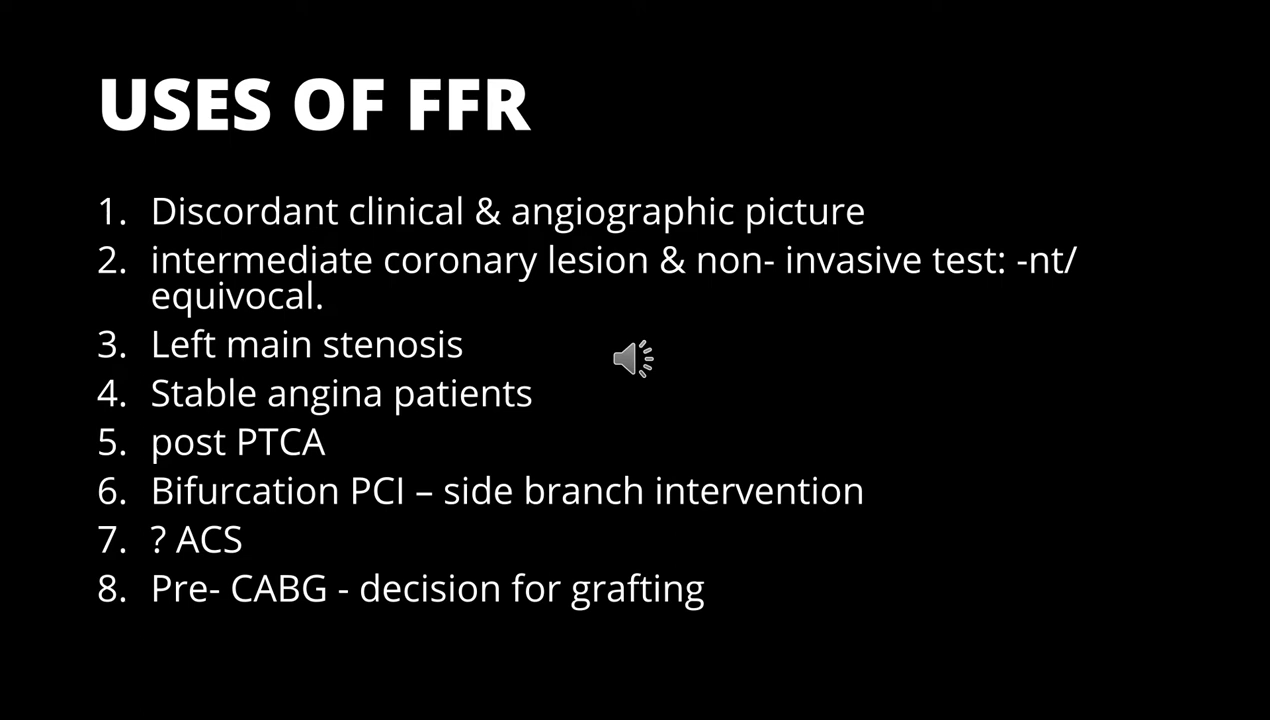 USES OF FFR
1. Discordant clinical & angiographic picture
2. intermediate coronary lesion & non- invasive test: -nt/
equivocal.
3. Left main stenosis
4. Stable angina patients
5. post PTCA
6. Bifurcation PCI – side branch intervention
7. ? ACS
8. Pre- CABG - decision for grafting